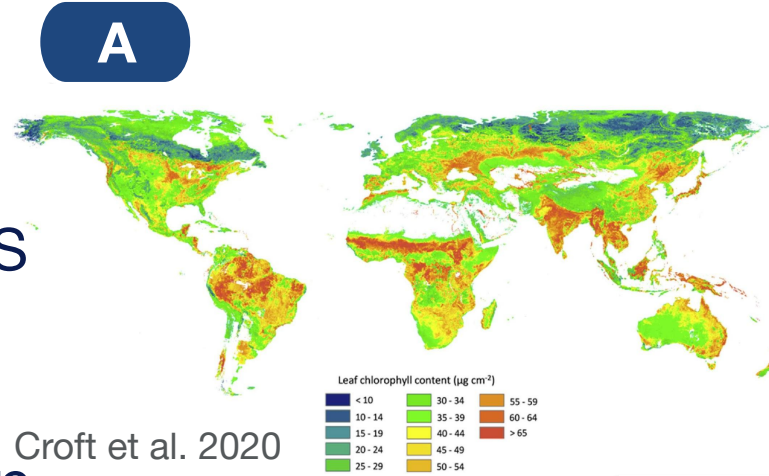 A
s
Leaf chlorophyll content (µg cm⁻²)
< 10
10 - 14
15 - 19
20 - 24
25 - 29
30 - 34
35 - 39
40 - 44
45 - 49
50 - 54
55 - 59
60 - 64
> 65
Croft et al. 2020